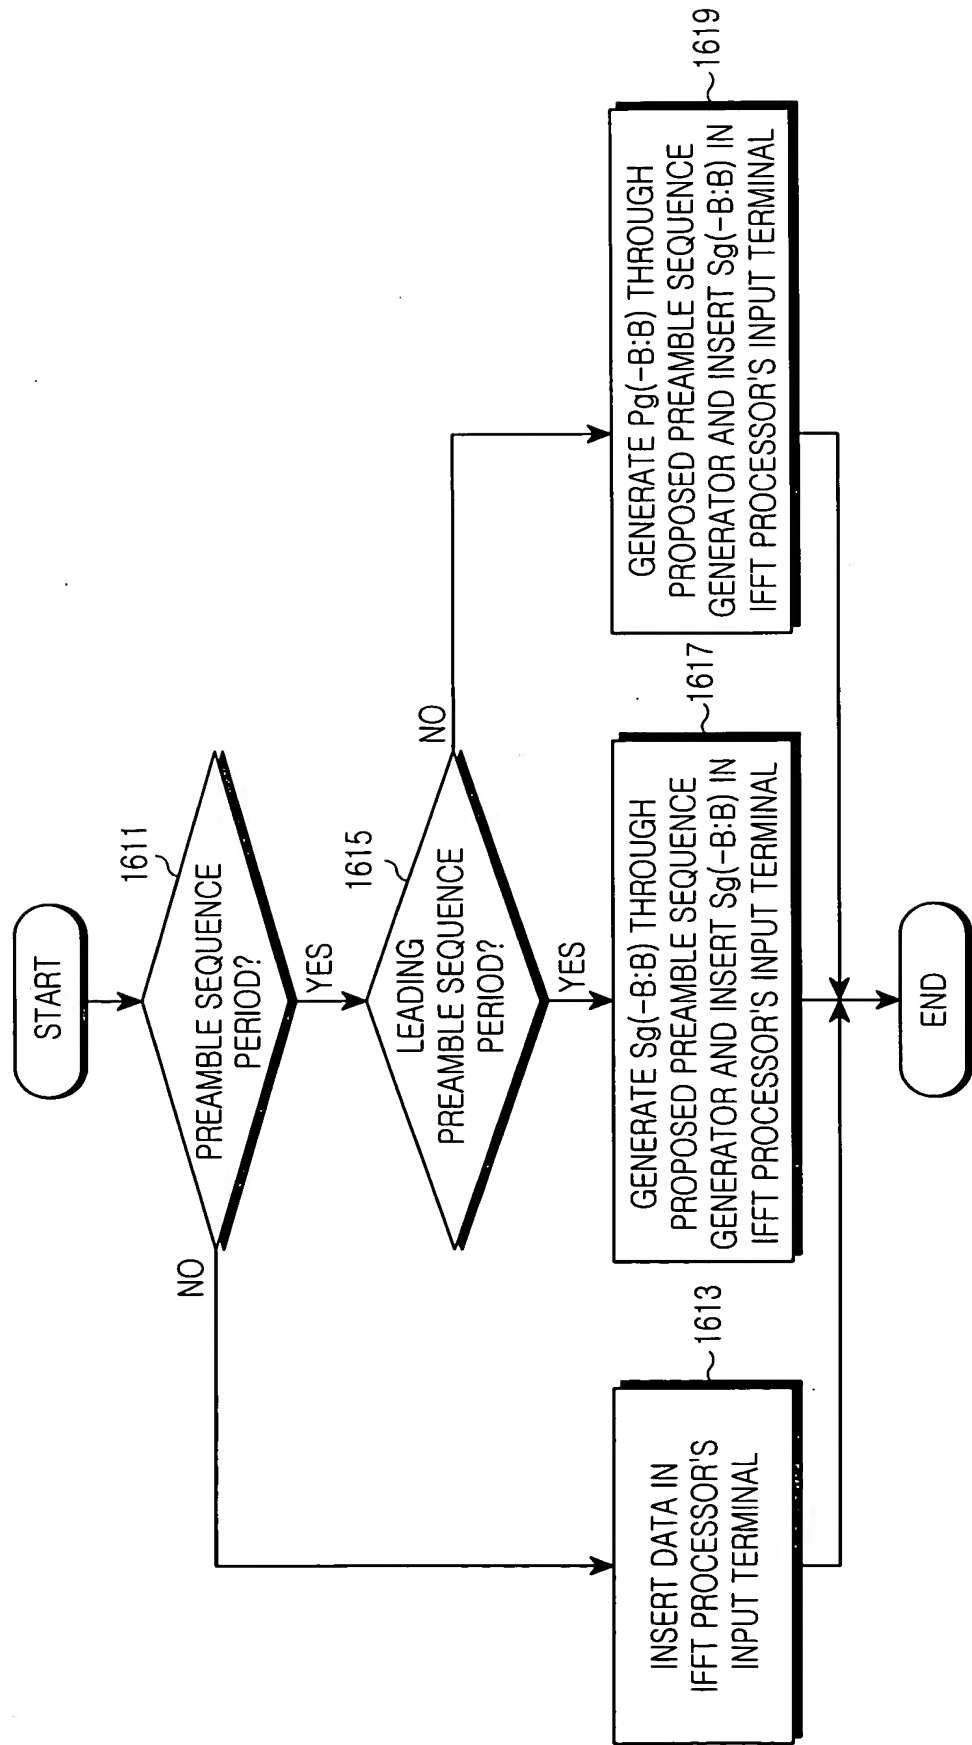 START
1611
PREAMBLE SEQUENCE
PERIOD?
NO
YES
1615
LEADING
PREAMBLE SEQUENCE
PERIOD?
NO
YES
1613
INSERT DATA IN
IFFT PROCESSOR'S
INPUT TERMINAL
1617
GENERATE Sg(-B:B) THROUGH
PROPOSED PREAMBLE SEQUENCE
GENERATOR AND INSERT Sg(-B:B) IN
IFFT PROCESSOR'S INPUT TERMINAL
1619
GENERATE Pg(-B:B) THROUGH
PROPOSED PREAMBLE SEQUENCE
GENERATOR AND INSERT Sg(-B:B) IN
IFFT PROCESSOR'S INPUT TERMINAL
END